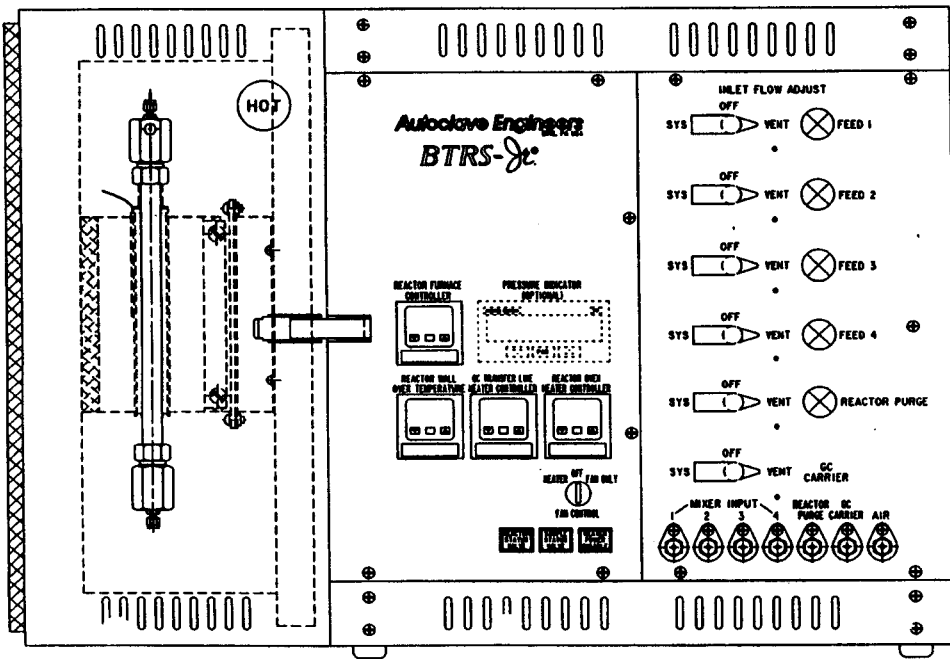 HOT
Autoclave Engineers
BTRS-Jr.
REACTOR FURNACE
CONTROLLER
PRESSURE INDICATOR
(OPTIONAL)
REACTOR WALL
OVER TEMPERATURE
GC TRANSFER LINE
HEATER CONTROLLER
REACTOR OVEN
HEATER CONTROLLER
HEATER OFF FAN ONLY
FAN CONTROL
INLET FLOW ADJUST
OFF
SYS VENT FEED 1
OFF
SYS VENT FEED 2
OFF
SYS VENT FEED 3
OFF
SYS VENT FEED 4
OFF
SYS VENT REACTOR PURGE
OFF
SYS VENT GC
CARRIER
MIXER INPUT REACTOR GC
1 2 3 4 PURGE CARRIER AIR